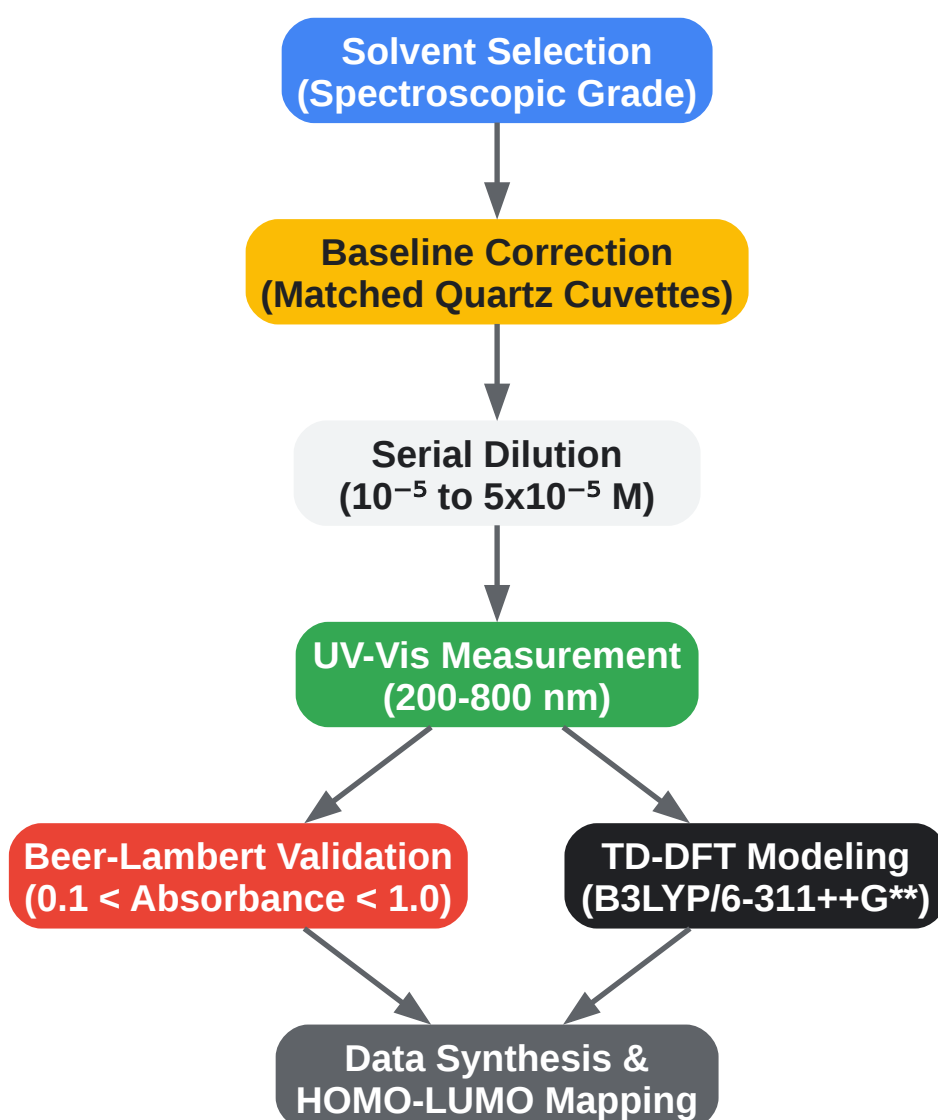 Solvent Selection
(Spectroscopic Grade)
Baseline Correction
(Matched Quartz Cuvettes)
Serial Dilution
(10⁻⁵ to 5x10⁻⁵ M)
UV-Vis Measurement
(200-800 nm)
Beer-Lambert Validation
(0.1 < Absorbance < 1.0)
TD-DFT Modeling
(B3LYP/6-311++G**)
Data Synthesis &
HOMO-LUMO Mapping